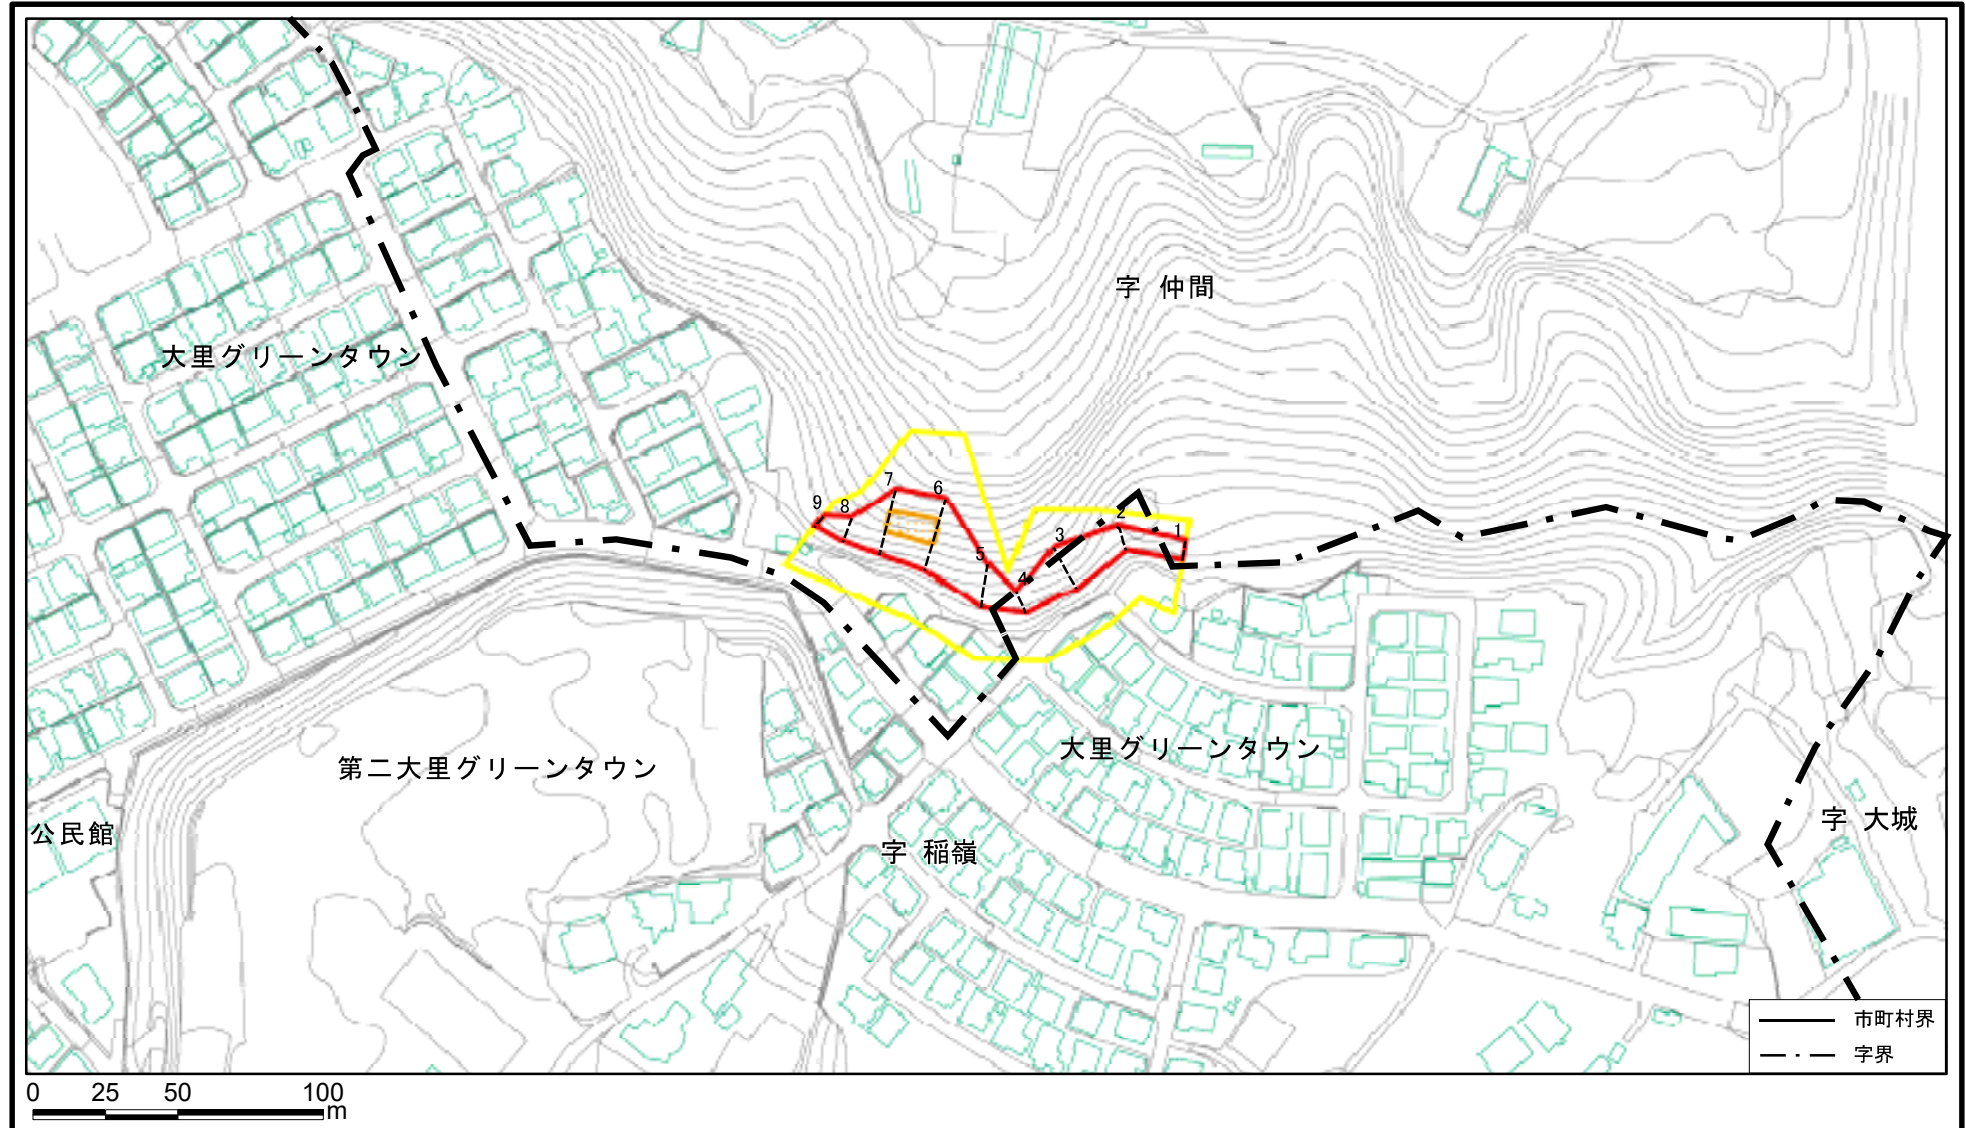 字 仲間
大里グリーンタウン
7
6
9
8
2
1
3
5
4
大里グリーンタウン
第二大里グリーンタウン
公民館
字 大城
字 稲嶺
市町村界
字界
0 25 50 100
m